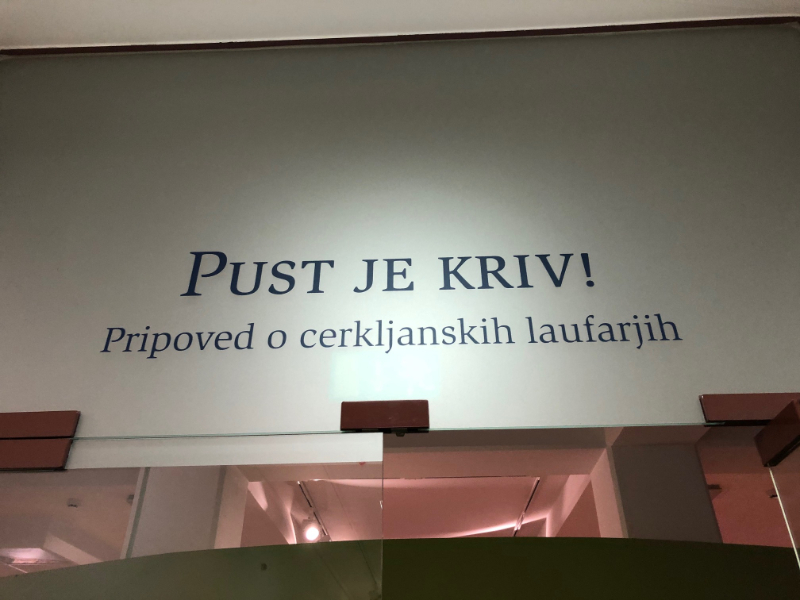 PUST JE KRIV!
Pripoved o cerkljanskih laufarjih